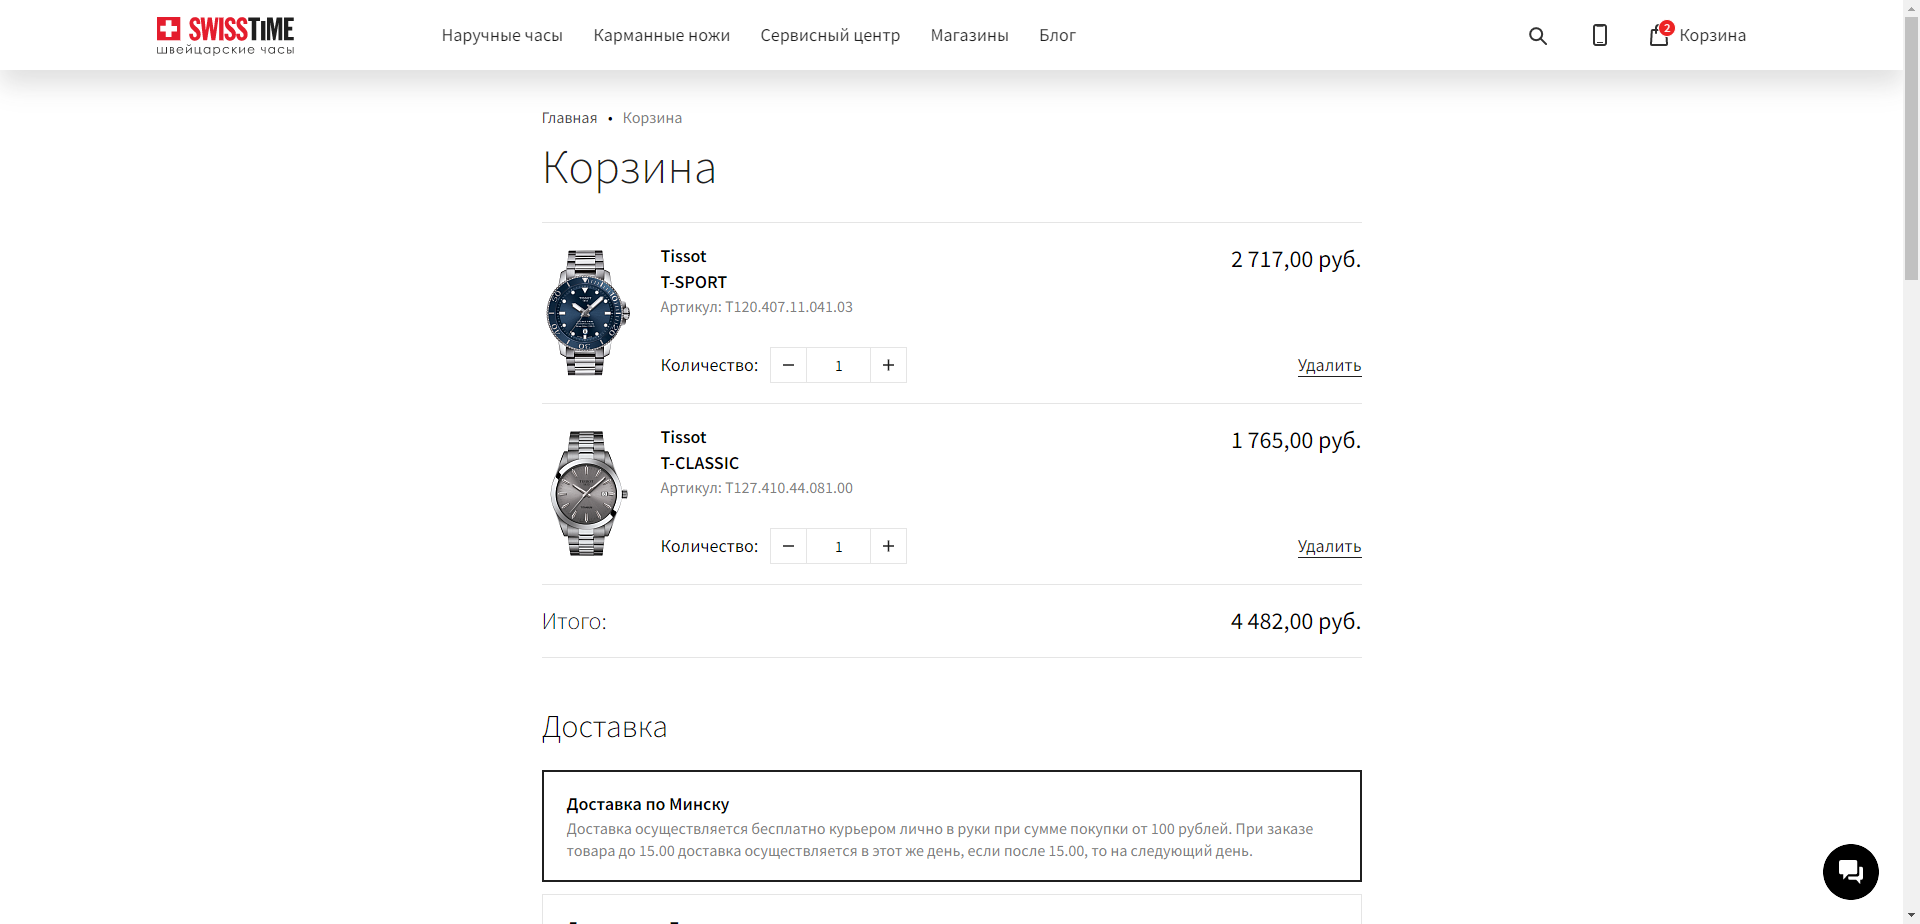 SWISSTIME
швейцарские часы
Наручные часы
Карманные ножи
Сервисный центр
Магазины
Блог
2
Корзина
Главная • Корзина
Корзина
Tissot
T-SPORT
Артикул: T120.407.11.041.03
2 717,00 руб.
Количество: − 1 +
Удалить
Tissot
T-CLASSIC
Артикул: T127.410.44.081.00
1 765,00 руб.
Количество: − 1 +
Удалить
Итого:
4 482,00 руб.
Доставка
Доставка по Минску
Доставка осуществляется бесплатно курьером лично в руки при сумме покупки от 100 рублей. При заказе
товара до 15.00 доставка осуществляется в этот же день, если после 15.00, то на следующий день.